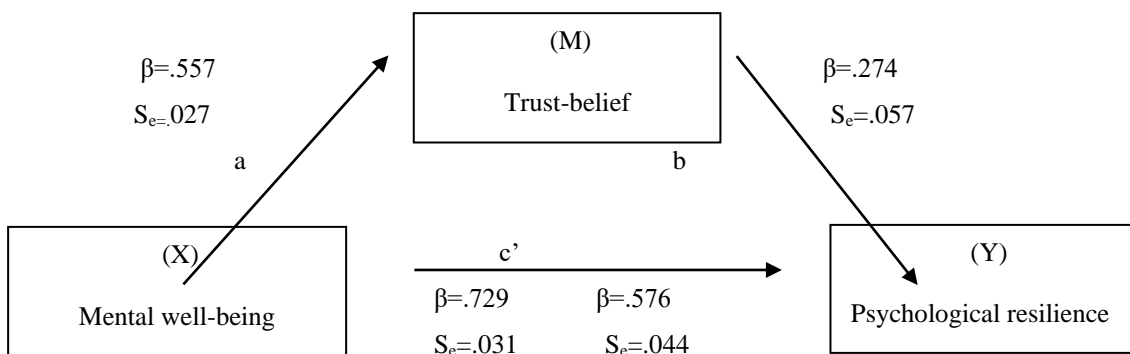 (M)
Trust-belief
β=.557
Se=.027
a
β=.274
Se=.057
b
(X)
Mental well-being
c’
β=.729 β=.576
Se=.031 Se=.044
(Y)
Psychological resilience